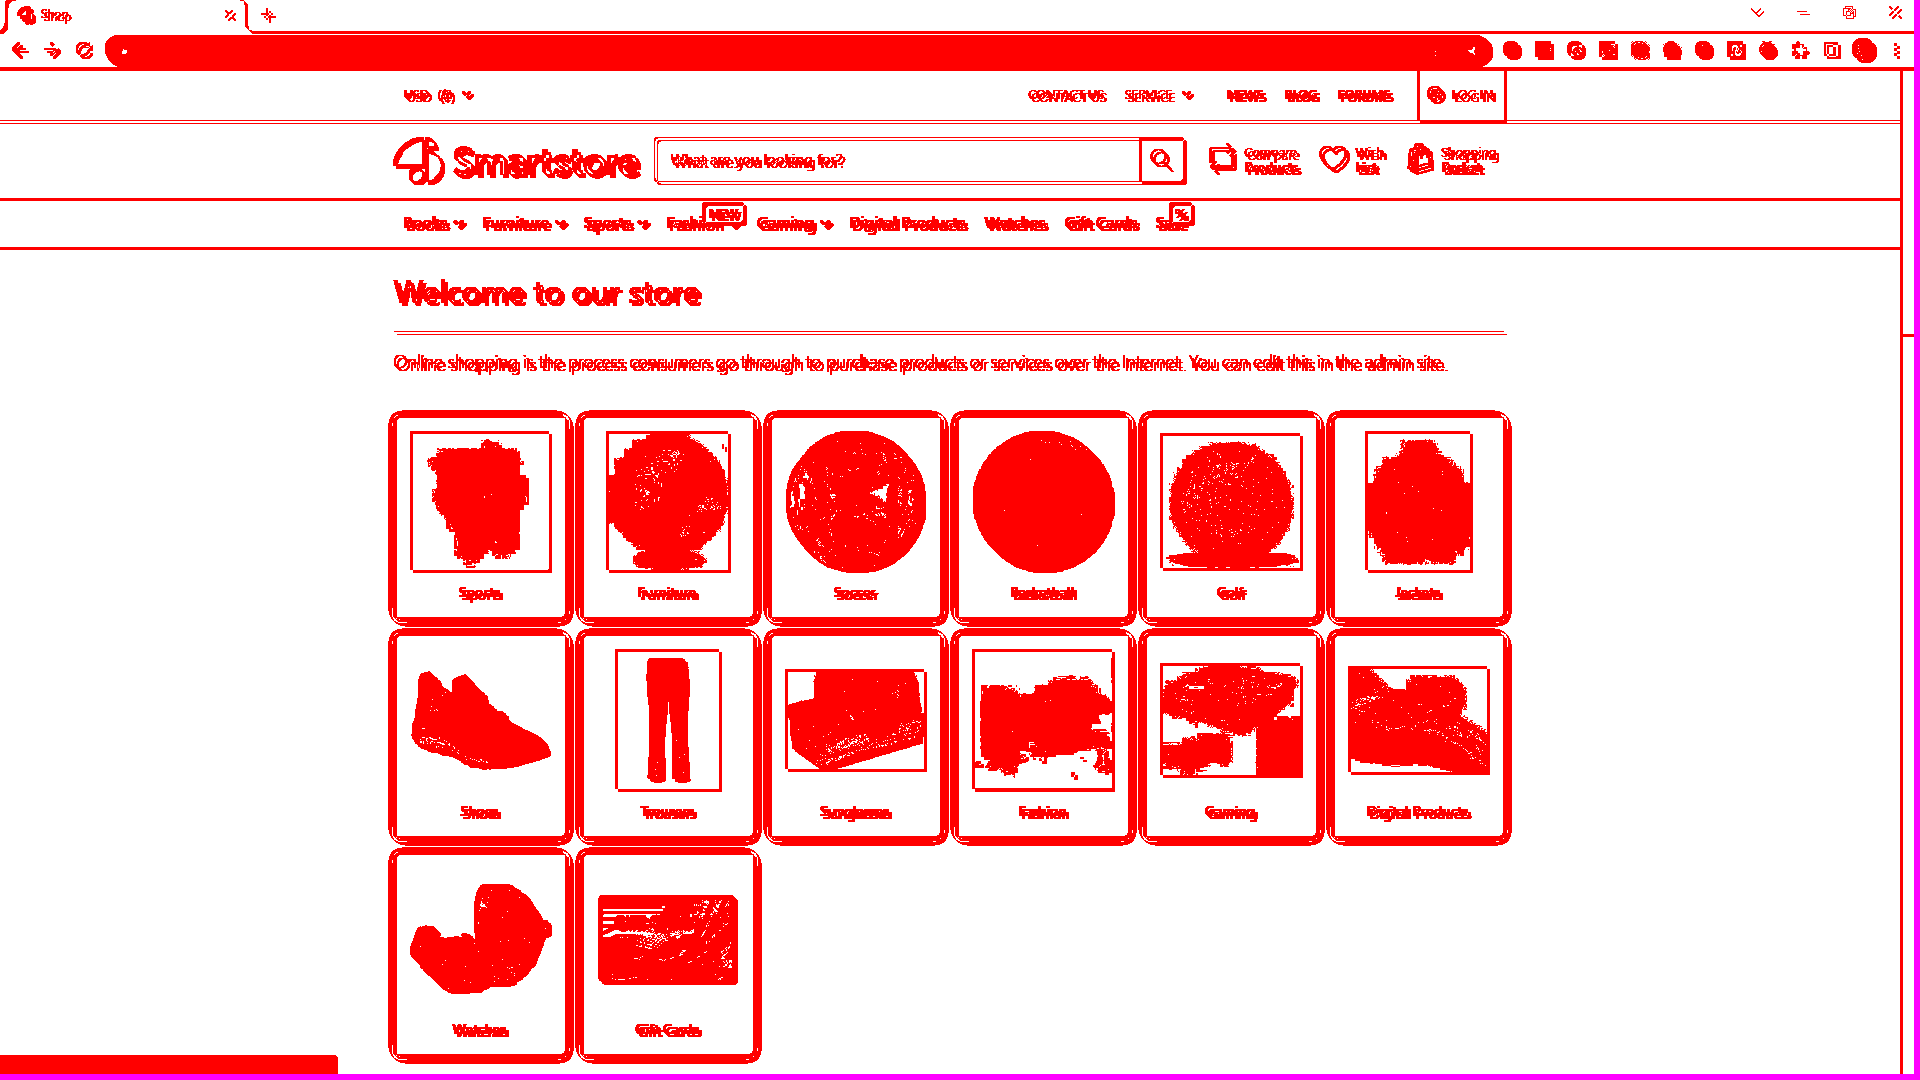 Shop
USD ($)
CONTACT US SERVICE NEWS BLOG FORUMS LOG IN
Smartstore
What are you looking for?
Compare Products
Wish List
Shopping Basket
NEW
%
Books Furniture Sports Fashion Gaming Digital Products Watches Gift Cards Sale
Welcome to our store
Online shopping is the process consumers go through to purchase products or services over the Internet. You can edit this in the admin site.
Sports Furniture Soccer Basketball Golf Jackets
Shoes Trousers Sunglasses Fashion Gaming Digital Products
Watches Gift Cards